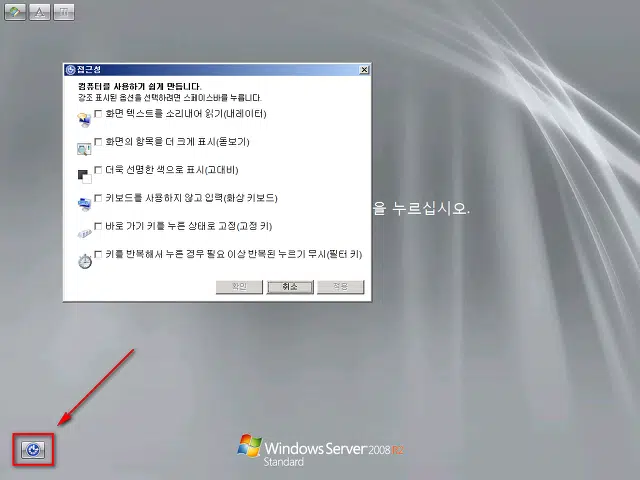 접근성
컴퓨터를 사용하기 쉽게 만듭니다.
강조 표시된 옵션을 선택하려면 스페이스바를 누릅니다.
화면 텍스트를 소리내어 읽기(내레이터)
화면의 항목을 더 크게 표시(돋보기)
더욱 선명한 색으로 표시(고대비)
키보드를 사용하지 않고 입력(화상 키보드)
을 누르십시오.
바로 가기 키를 누른 상태로 고정(고정 키)
키를 반복해서 누른 경우 필요 이상 반복된 누르기 무시(필터 키)
확인 취소 적용
Windows Server 2008 R2
Standard